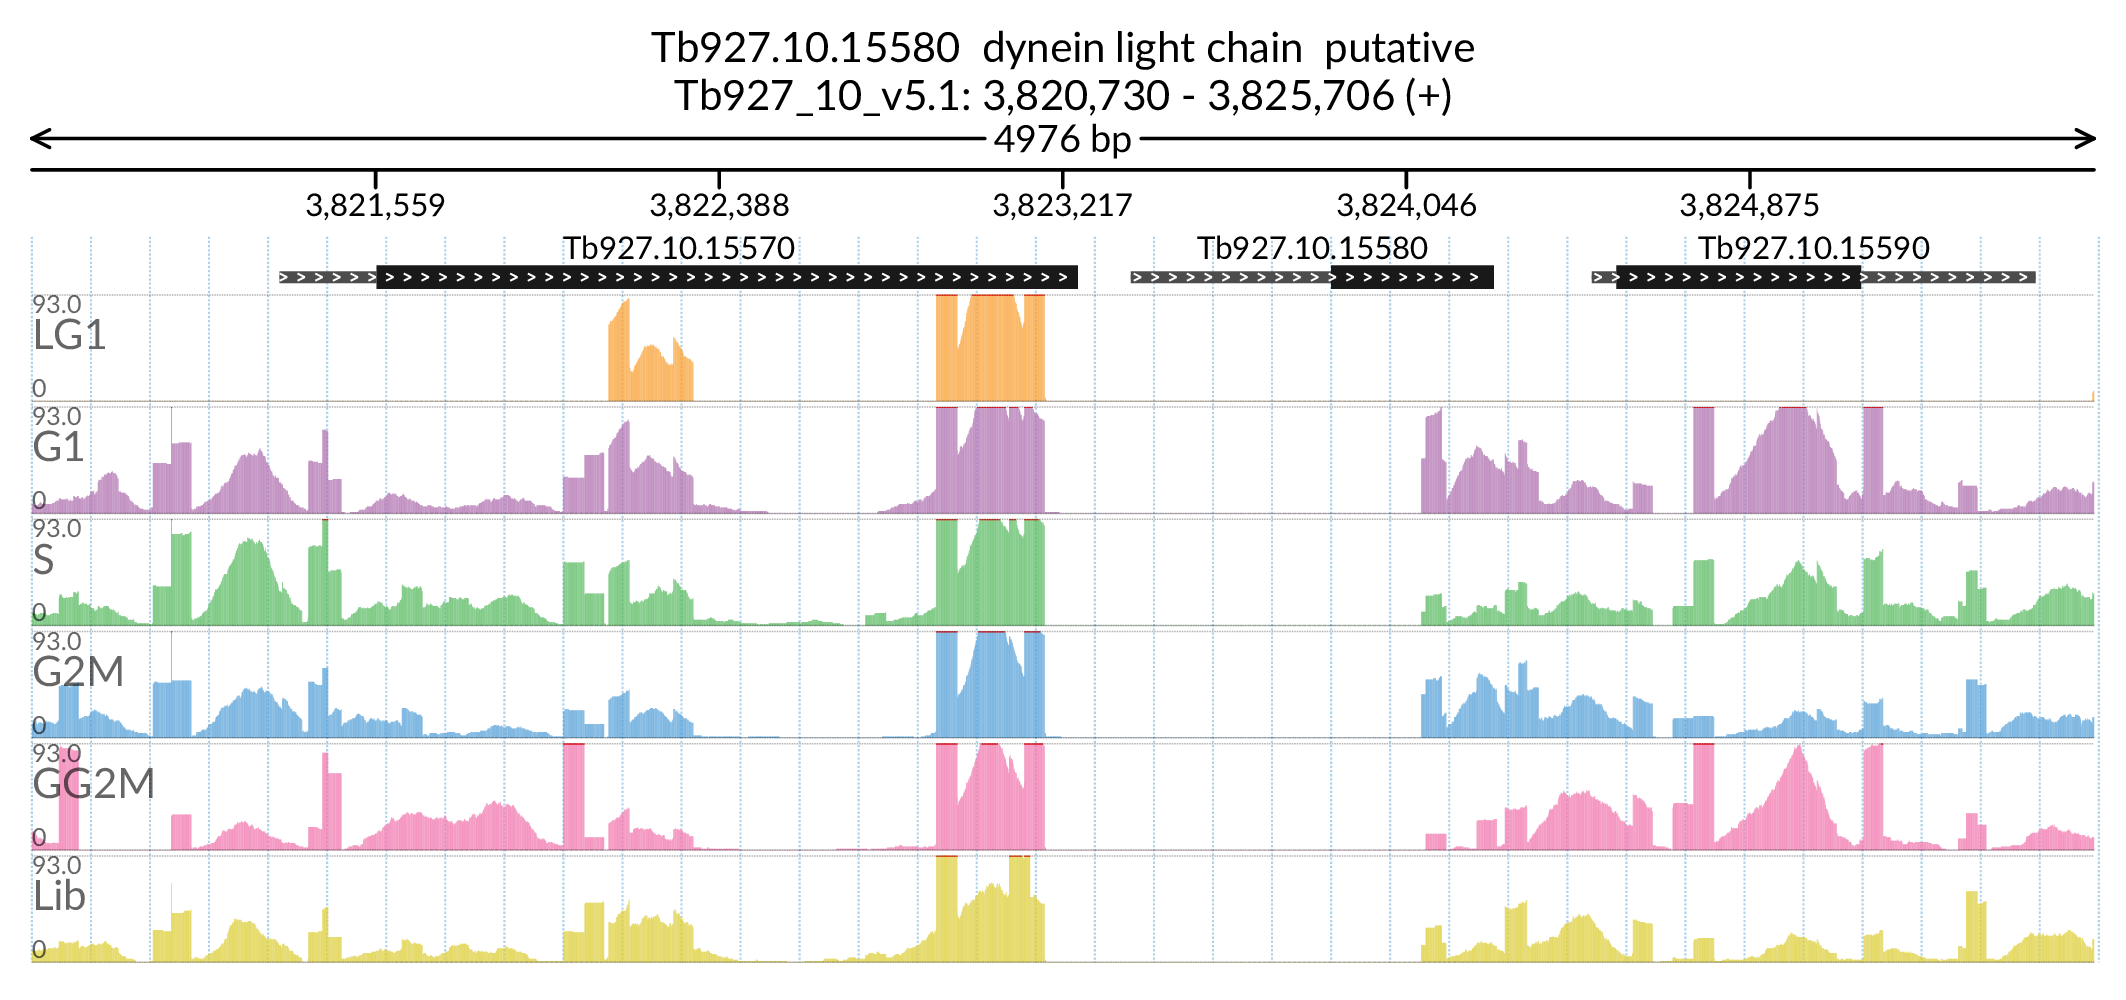 Tb927.10.15580 dynein light chain putative
Tb927_10_v5.1: 3,820,730 - 3,825,706 (+)
4976 bp
3,821,559 3,822,388 3,823,217 3,824,046 3,824,875
Tb927.10.15570 Tb927.10.15580 Tb927.10.15590
93.0
LG1
0
93.0
G1
0
93.0
S
0
93.0
G2M
0
93.0
GG2M
0
93.0
Lib
0